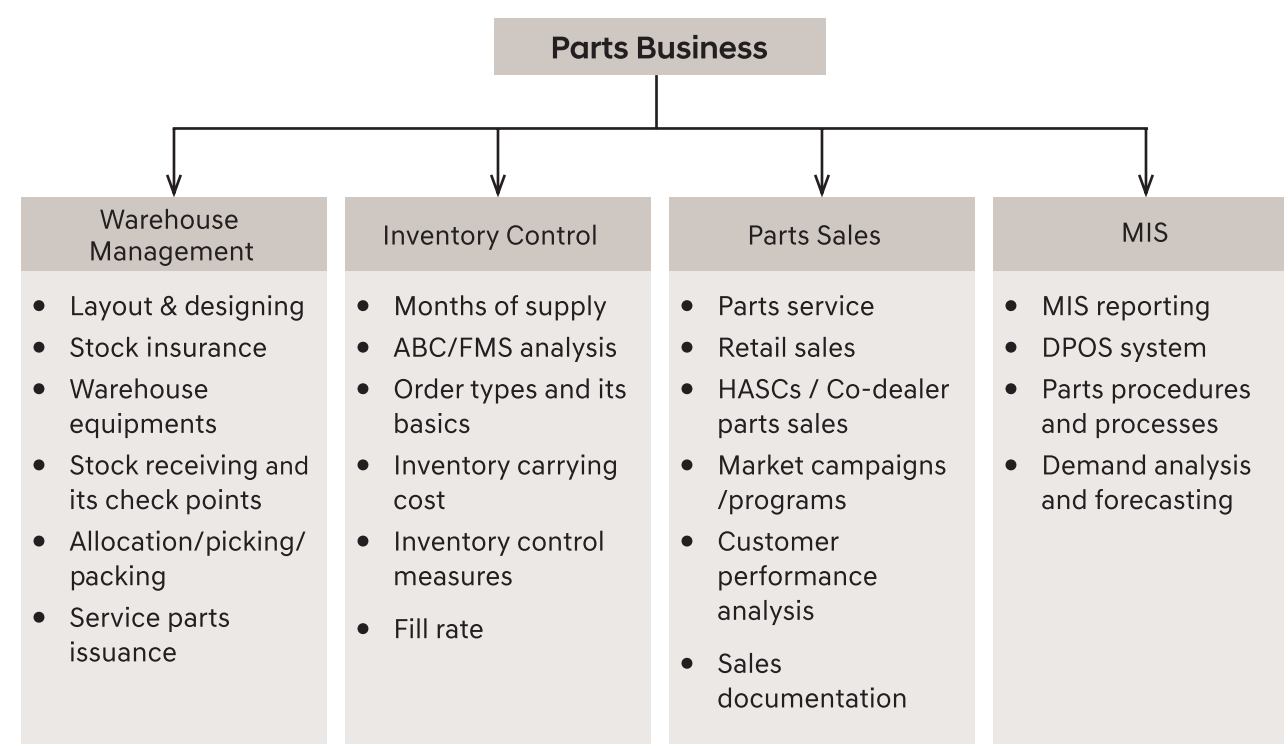 Parts Business
Warehouse
Management
• Layout & designing
• Stock insurance
• Warehouse
equipments
• Stock receiving and
its check points
• Allocation/picking/
packing
• Service parts
issuance
Inventory Control
• Months of supply
• ABC/FMS analysis
• Order types and its
basics
• Inventory carrying
cost
• Inventory control
measures
• Fill rate
Parts Sales
• Parts service
• Retail sales
• HASCs / Co-dealer
parts sales
• Market campaigns
/programs
• Customer
performance
analysis
• Sales
documentation
MIS
• MIS reporting
• DPOS system
• Parts procedures
and processes
• Demand analysis
and forecasting